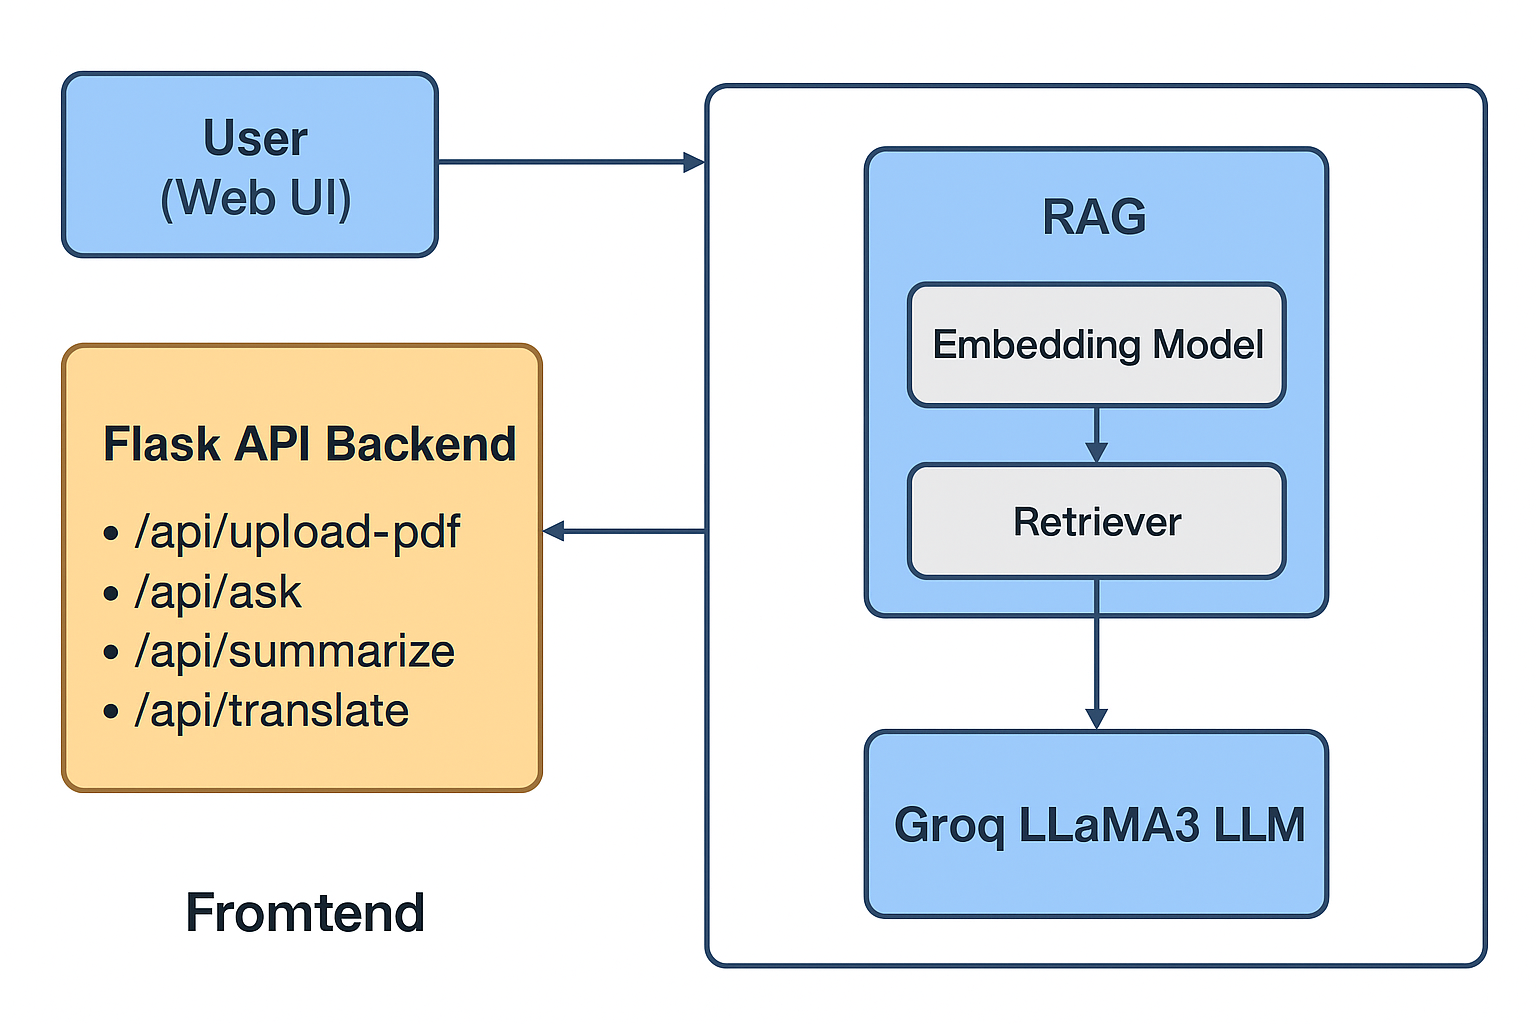 User
(Web UI)
Flask API Backend
• /api/upload-pdf
• /api/ask
• /api/summarize
• /api/translate
Fromtend
RAG
Embedding Model
Retriever
Groq LLaMA3 LLM